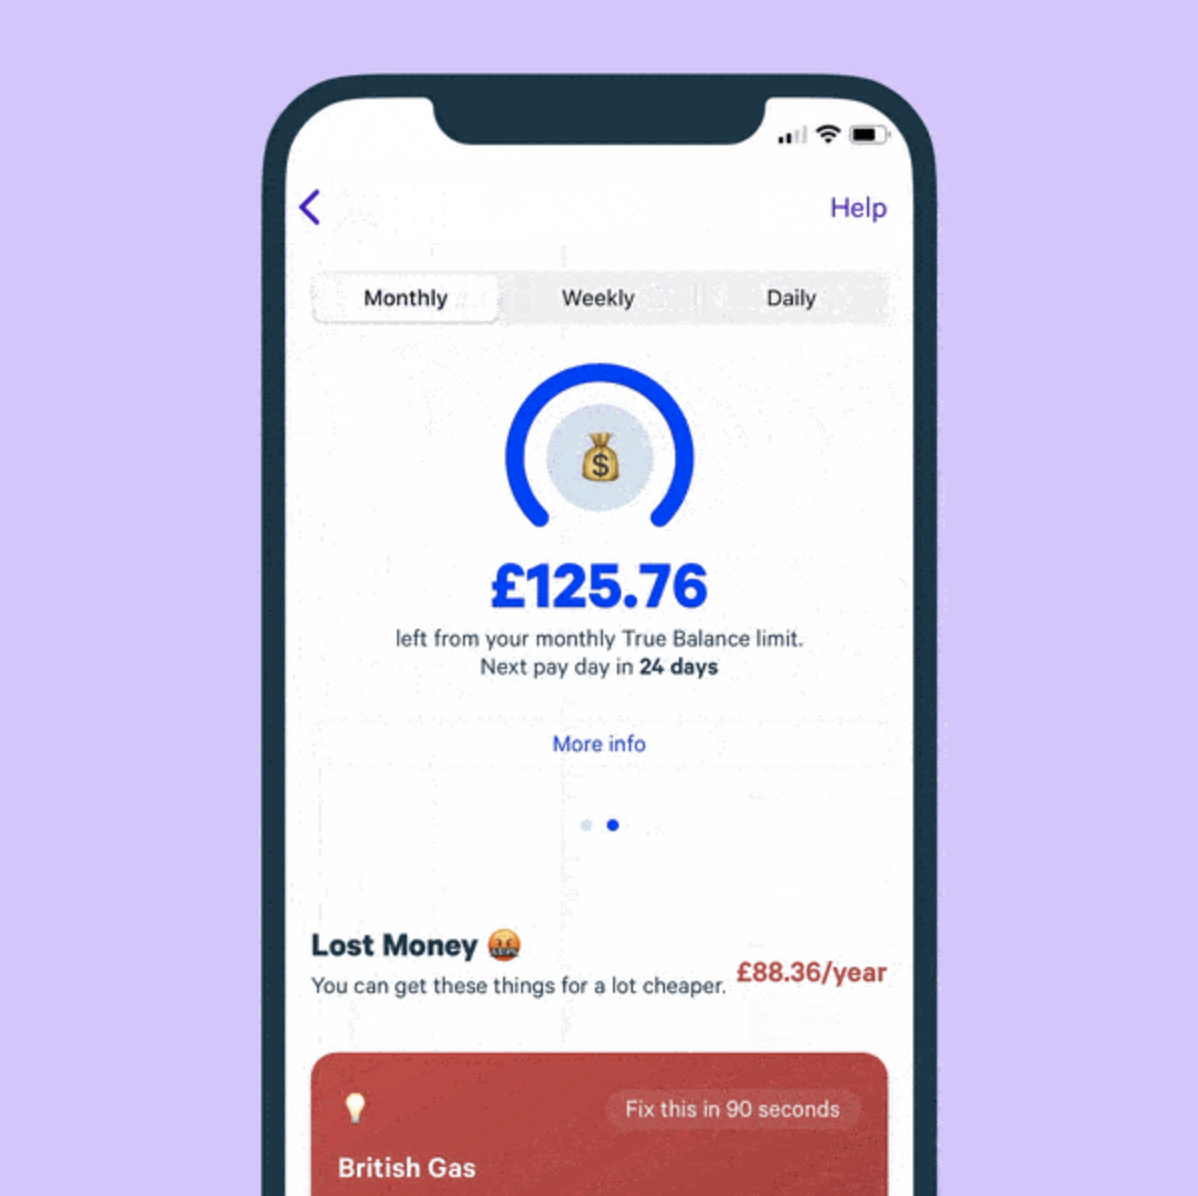 Help
Monthly Weekly Daily
$
£125.76
left from your monthly True Balance limit.
Next pay day in 24 days
More info
Lost Money
You can get these things for a lot cheaper.
£88.36/year
Fix this in 90 seconds
British Gas